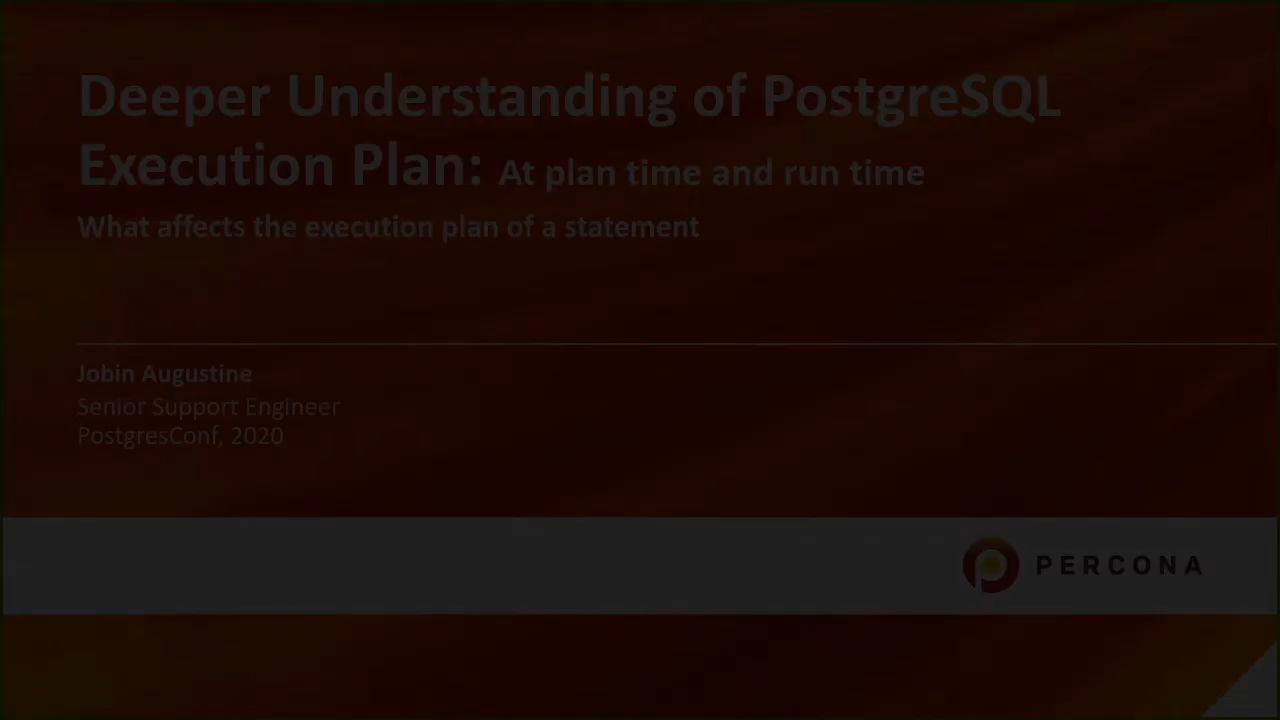 Deeper Understanding of PostgreSQL
Execution Plan: At plan time and run time
What affects the execution plan of a statement
Jobin Augustine
Senior Support Engineer
PostgresConf, 2020
PERCONA